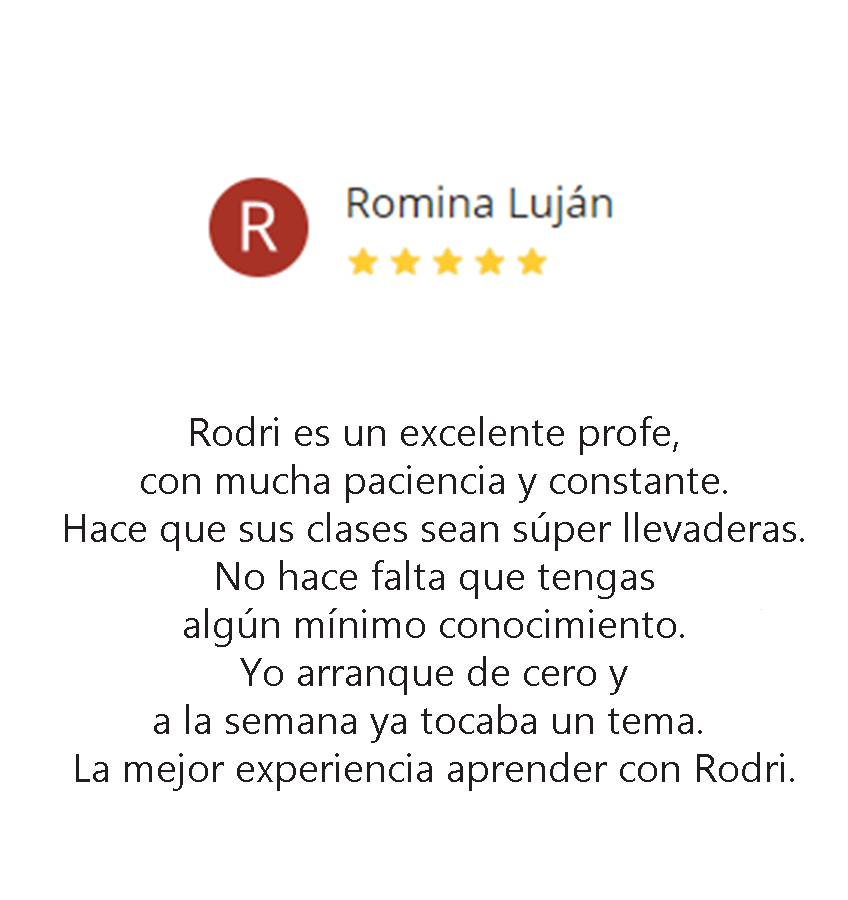 R
Romina Luján
Rodri es un excelente profe,
con mucha paciencia y constante.
Hace que sus clases sean súper llevaderas.
No hace falta que tengas
algún mínimo conocimiento.
Yo arranque de cero y
a la semana ya tocaba un tema.
La mejor experiencia aprender con Rodri.